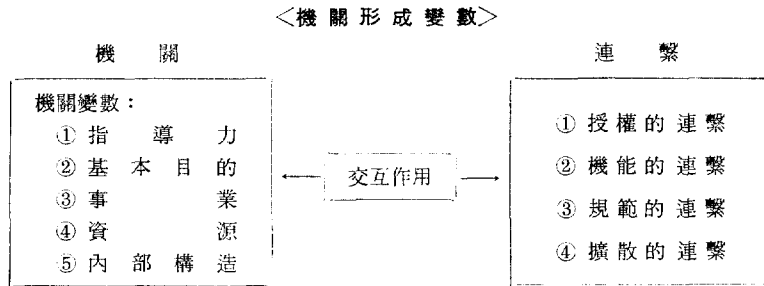 <機關形成變數>
機關
連繫
機關變數:
① 指導力
② 基本目的
③ 事業
④ 資源
⑤ 內部構造
交互作用
① 授權的 連繫
② 機能的 連繫
③ 規範的 連繫
④ 擴散的 連繫